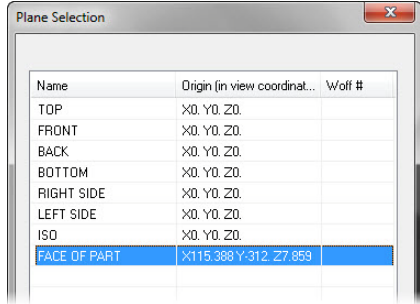 Plane Selection
Name Origin (in view coordinat... Woff #
TOP X0. Y0. Z0.
FRONT X0. Y0. Z0.
BACK X0. Y0. Z0.
BOTTOM X0. Y0. Z0.
RIGHT SIDE X0. Y0. Z0.
LEFT SIDE X0. Y0. Z0.
ISO X0. Y0. Z0.
FACE OF PART X115.388 Y-312. Z7.859